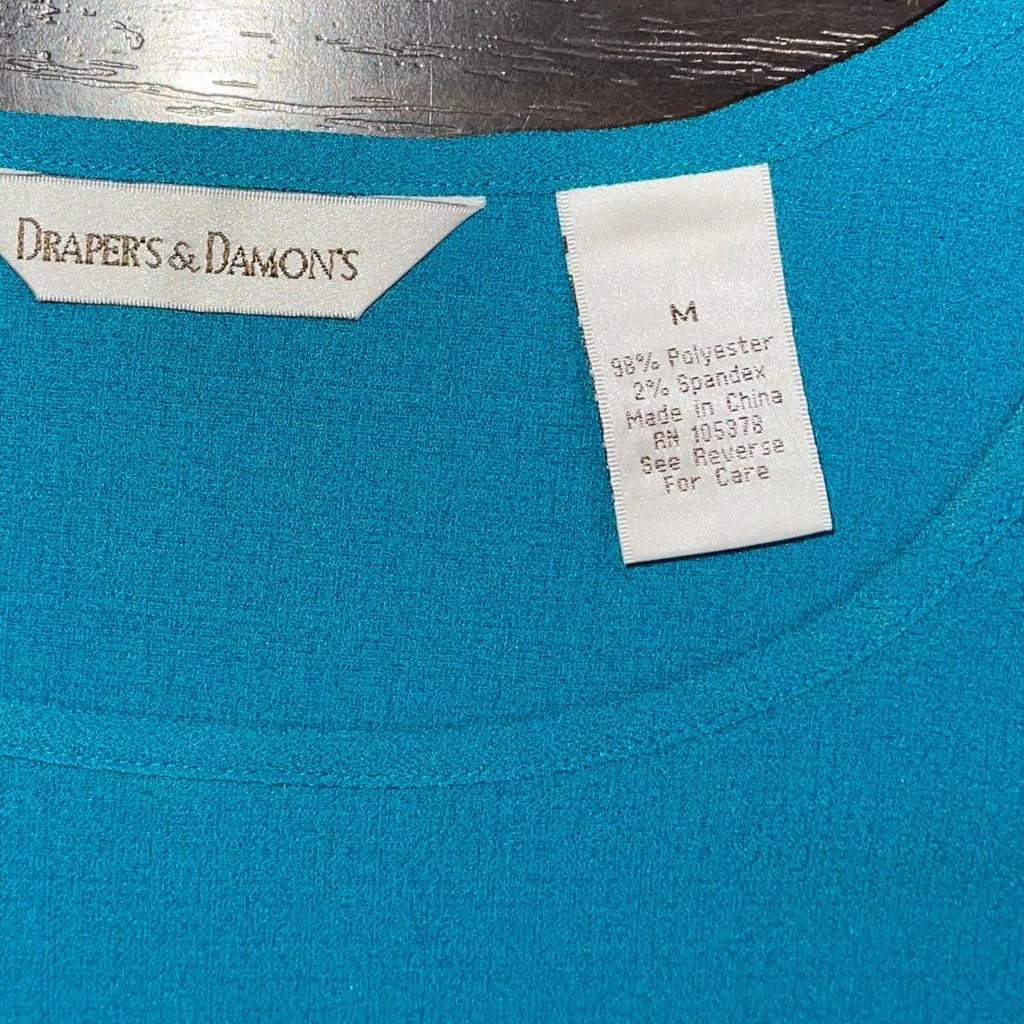 DRAPER'S & DAMON'S
M
98% Polyester
2% Spandex
Made in China
RN 105378
See Reverse
For Care